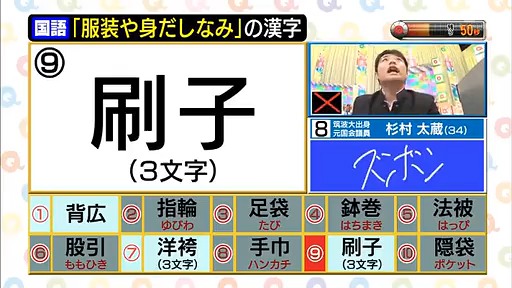 国語 「服装や身だしなみ」の漢字
50秒
⑨
刷子
(3文字)
8 筑波大出身 元国会議員 杉村 太蔵(34)
ズボン
① 背広
② 指輪 ゆびわ
③ 足袋 たび
④ 鉢巻 はちまき
⑤ 法被 はっぴ
⑥ 股引 ももひき
⑦ 洋袴 (3文字)
⑧ 手巾 ハンカチ
⑨ 刷子 (3文字)
⑩ 隠袋 ポケット